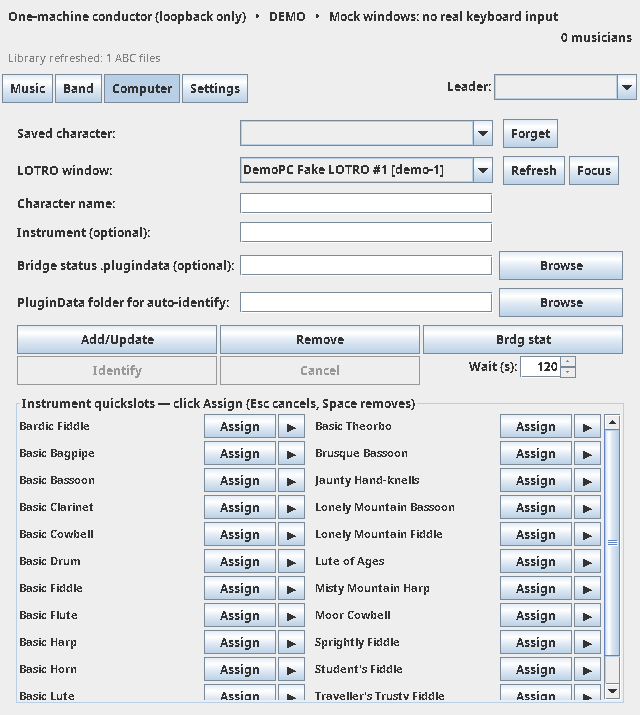 One-machine conductor (loopback only)  •  DEMO  •  Mock windows: no real keyboard input
0 musicians
Library refreshed: 1 ABC files
Music Band Computer Settings Leader:
Saved character: Forget
LOTRO window: DemoPC Fake LOTRO #1 [demo-1] Refresh Focus
Character name:
Instrument (optional):
Bridge status .plugindata (optional): Browse
PluginData folder for auto-identify: Browse
Add/Update Remove Brdg stat
Identify Cancel Wait (s): 120
Instrument quickslots — click Assign (Esc cancels, Space removes)
Bardic Fiddle Assign ▶ Basic Theorbo Assign ▶
Basic Bagpipe Assign ▶ Brusque Bassoon Assign ▶
Basic Bassoon Assign ▶ Jaunty Hand-knells Assign ▶
Basic Clarinet Assign ▶ Lonely Mountain Bassoon Assign ▶
Basic Cowbell Assign ▶ Lonely Mountain Fiddle Assign ▶
Basic Drum Assign ▶ Lute of Ages Assign ▶
Basic Fiddle Assign ▶ Misty Mountain Harp Assign ▶
Basic Flute Assign ▶ Moor Cowbell Assign ▶
Basic Harp Assign ▶ Sprightly Fiddle Assign ▶
Basic Horn Assign ▶ Student's Fiddle Assign ▶
Basic Lute Assign ▶ Traveller's Trusty Fiddle Assign ▶